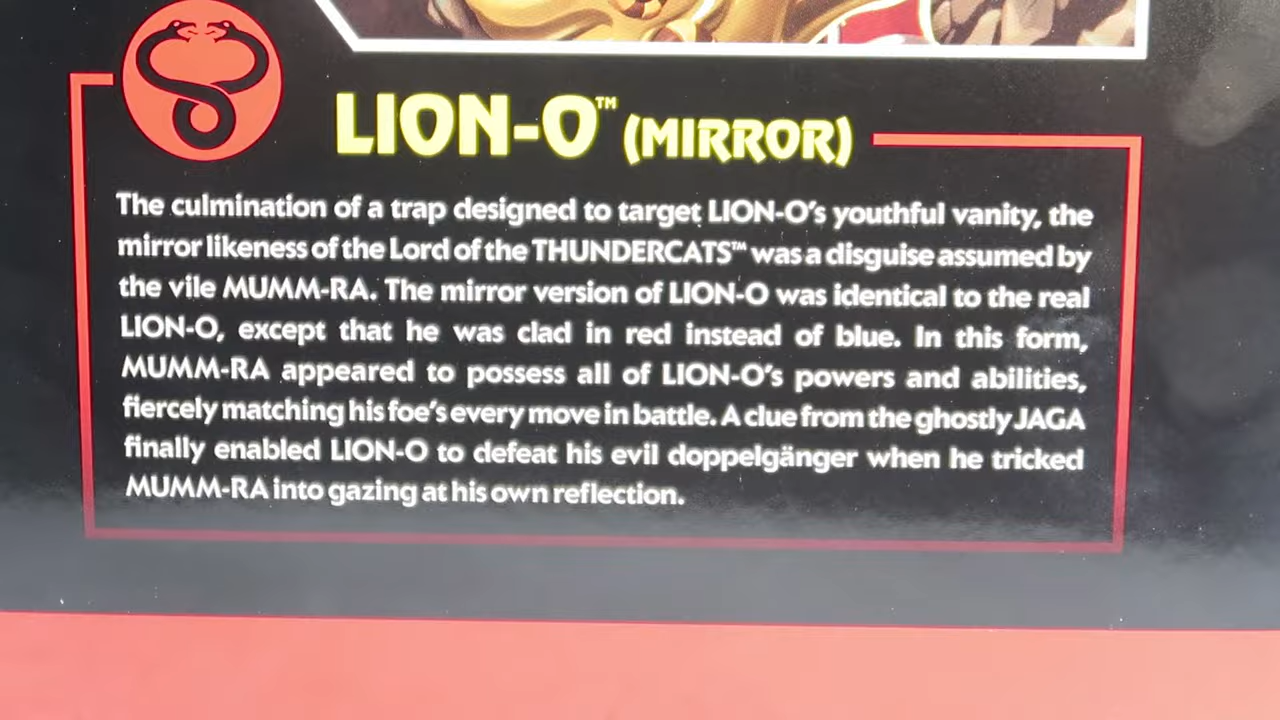 LION-O™ (MIRROR)
The culmination of a trap designed to target LION-O's youthful vanity, the
mirror likeness of the Lord of the THUNDERCATS™ was a disguise assumed by
the vile MUMM-RA. The mirror version of LION-O was identical to the real
LION-O, except that he was clad in red instead of blue. In this form,
MUMM-RA appeared to possess all of LION-O's powers and abilities,
fiercely matching his foe's every move in battle. A clue from the ghostly JAGA
finally enabled LION-O to defeat his evil doppelgänger when he tricked
MUMM-RA into gazing at his own reflection.